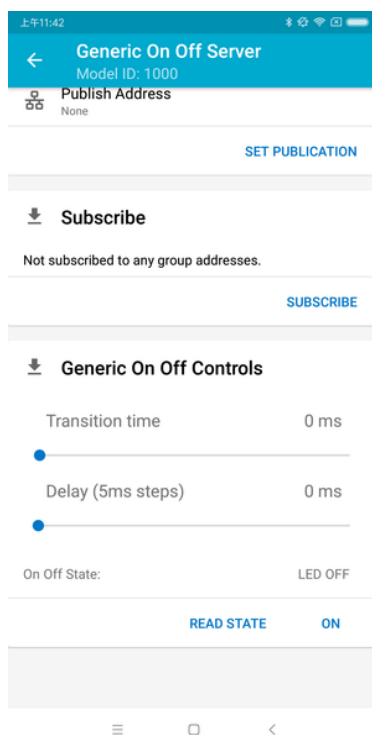 上午11:42
Generic On Off Server
Model ID: 1000
Publish Address
None
SET PUBLICATION
Subscribe
Not subscribed to any group addresses.
SUBSCRIBE
Generic On Off Controls
Transition time 0 ms
Delay (5ms steps) 0 ms
On Off State: LED OFF
READ STATE ON